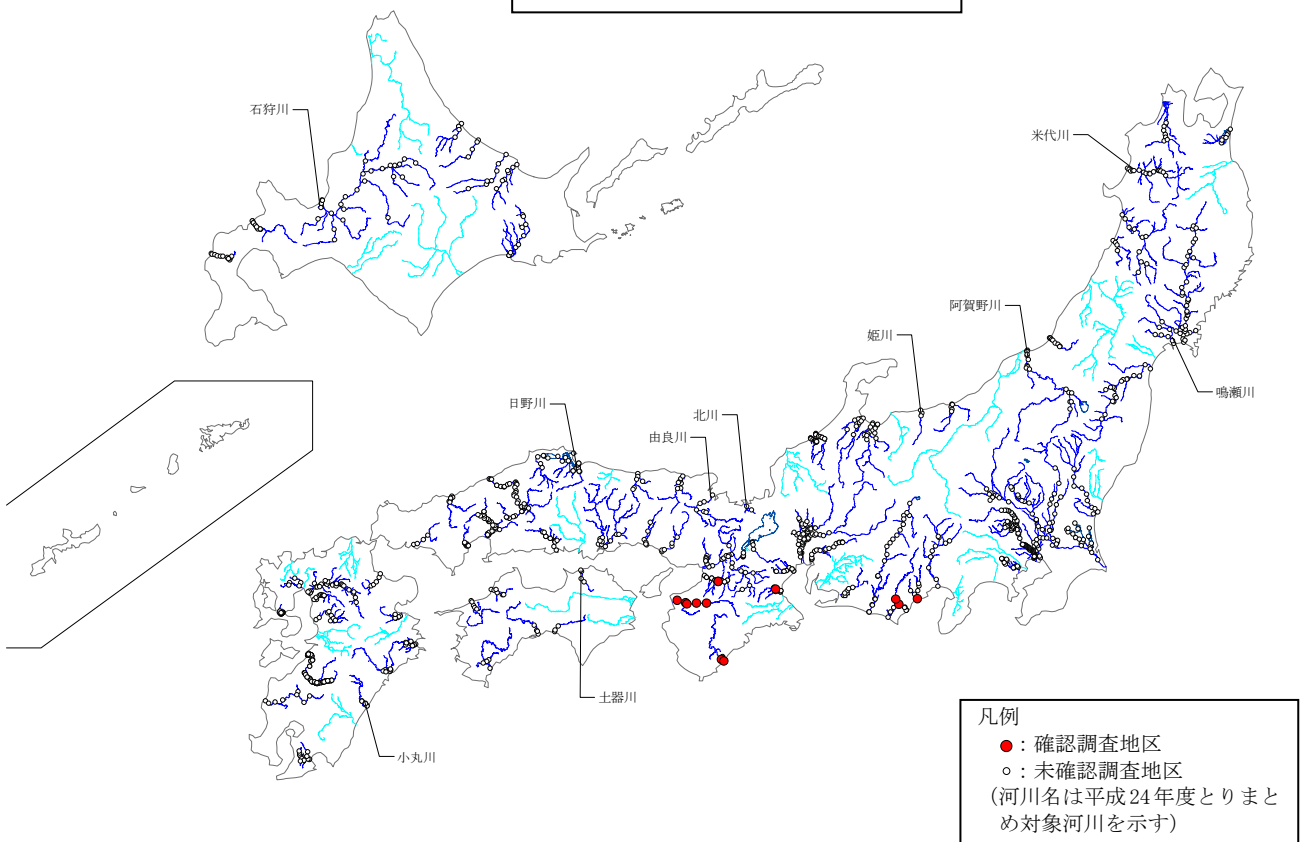 石狩川
米代川
阿賀野川
姫川
鳴瀬川
日野川
北川
由良川
土器川
小丸川
凡例
●：確認調査地区
○：未確認調査地区
(河川名は平成24年度とりまと
め対象河川を示す)